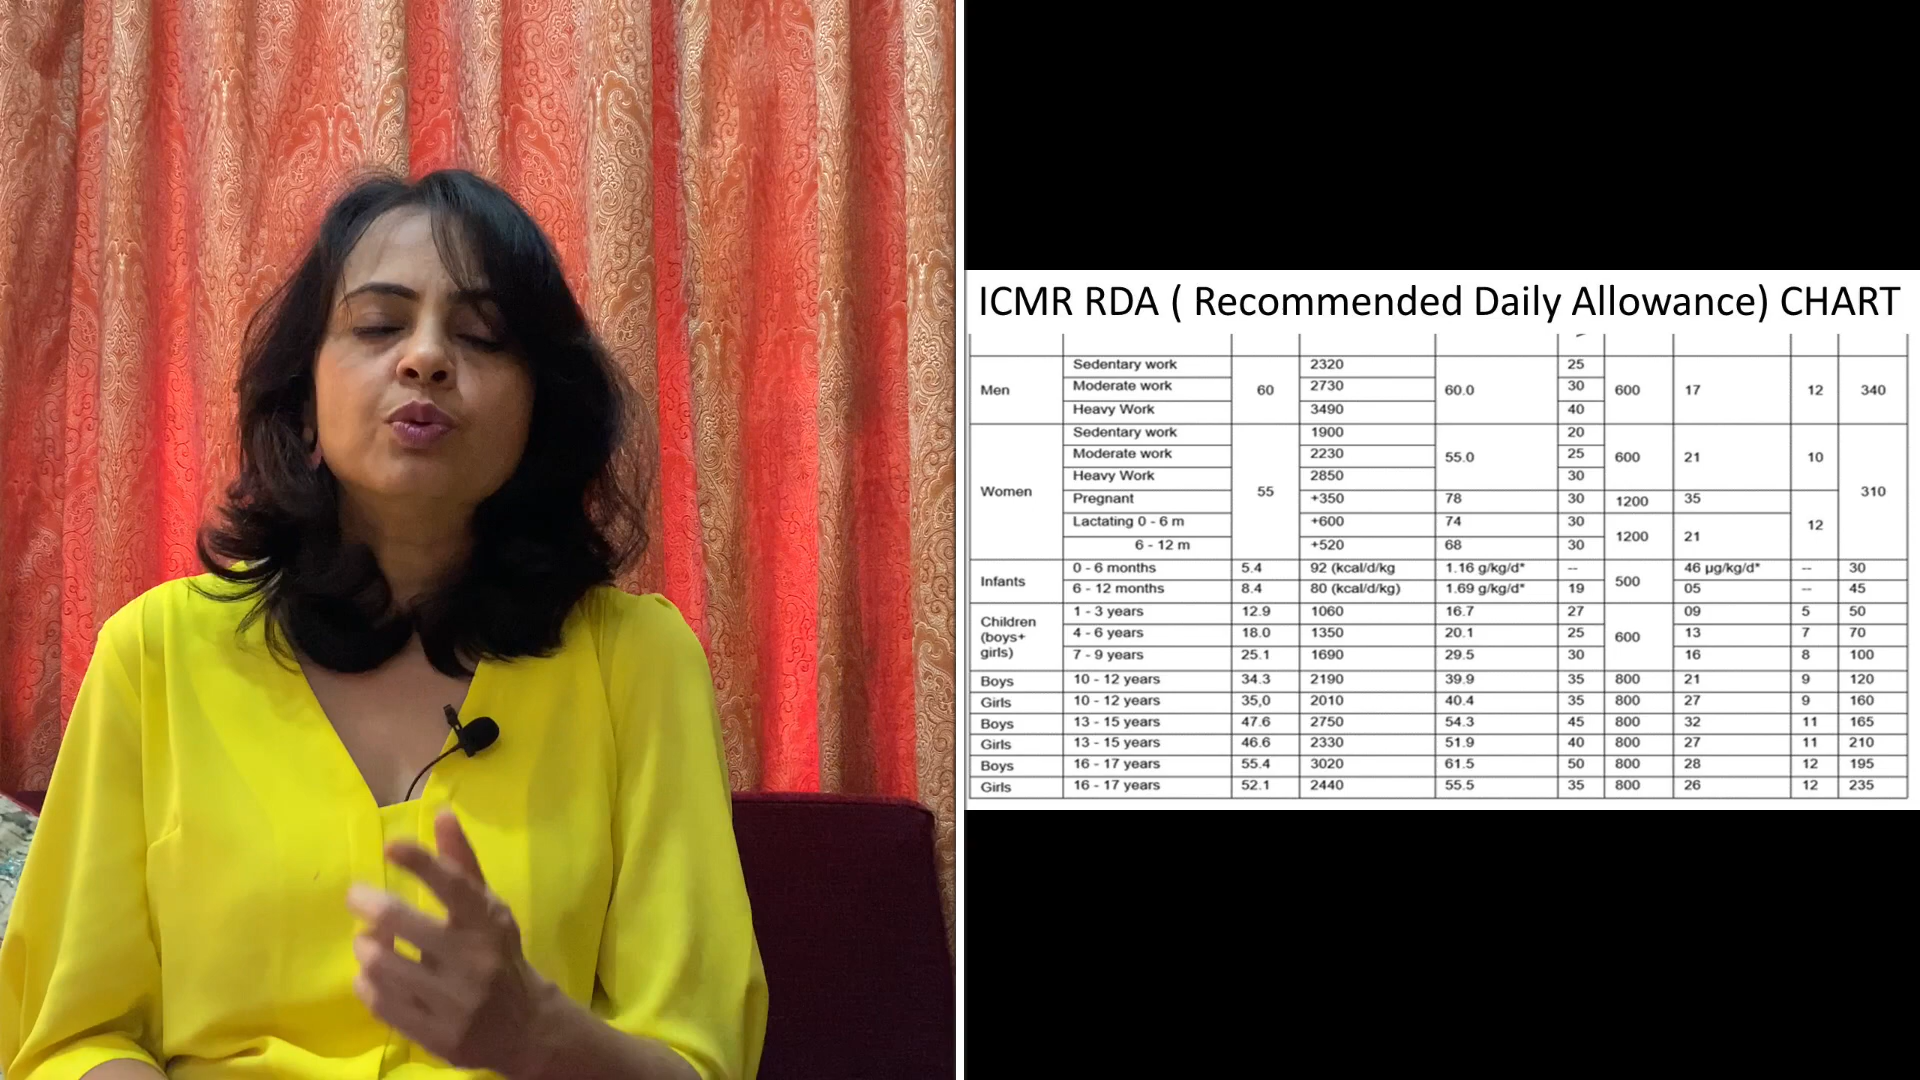 ICMR RDA ( Recommended Daily Allowance) CHART
Men Sedentary work 60 2320 60.0 25 600 17 12 340
Moderate work 2730 30
Heavy Work 3490 40
Women Sedentary work 55 1900 55.0 20 600 21 10 310
Moderate work 2230 25
Heavy Work 2850 30
Pregnant +350 78 30 1200 35 12
Lactating 0 - 6 m +600 74 30 1200 21
6 - 12 m +520 68 30
Infants 0 - 6 months 5.4 92 (kcal/d/kg 1.16 g/kg/d* -- 500 46 µg/kg/d* -- 30
6 - 12 months 8.4 80 (kcal/d/kg) 1.69 g/kg/d* 19 05 -- 45
Children (boys+ girls) 1 - 3 years 12.9 1060 16.7 27 600 09 5 50
4 - 6 years 18.0 1350 20.1 25 13 7 70
7 - 9 years 25.1 1690 29.5 30 16 8 100
Boys 10 - 12 years 34.3 2190 39.9 35 800 21 9 120
Girls 10 - 12 years 35,0 2010 40.4 35 800 27 9 160
Boys 13 - 15 years 47.6 2750 54.3 45 800 32 11 165
Girls 13 - 15 years 46.6 2330 51.9 40 800 27 11 210
Boys 16 - 17 years 55.4 3020 61.5 50 800 28 12 195
Girls 16 - 17 years 52.1 2440 55.5 35 800 26 12 235